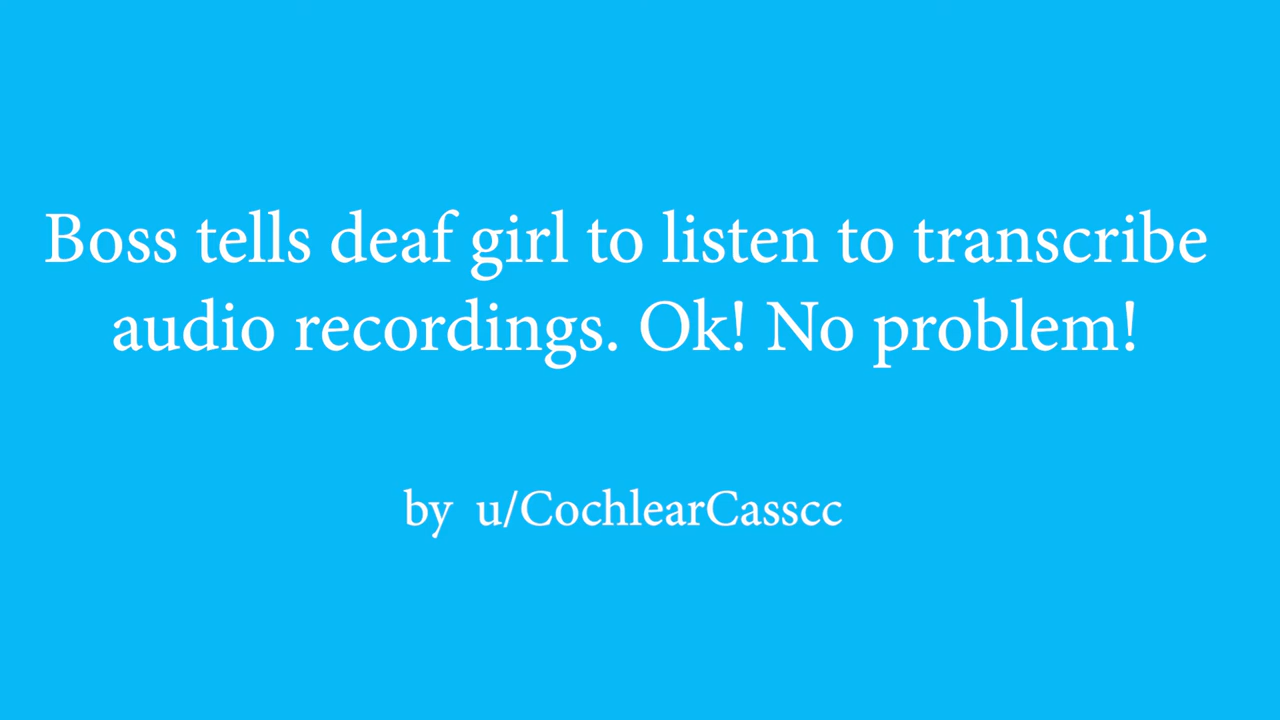 Boss tells deaf girl to listen to transcribe
audio recordings. Ok! No problem!
by u/CochlearCasscc